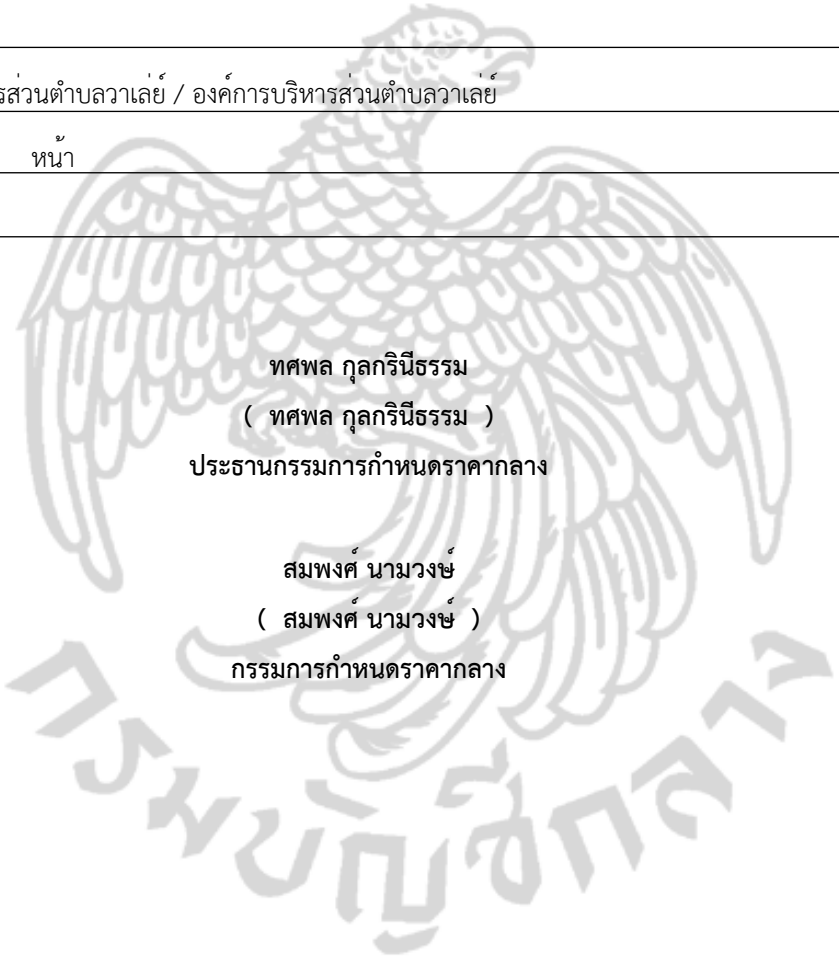 รส่วนตำบลวาเล่ย์ / องค์การบริหารส่วนตำบลวาเล่ย์
หน้า
ทศพล กุลกรินีธรรม
( ทศพล กุลกรินีธรรม )
ประธานกรรมการกำหนดราคากลาง
สมพงศ์ นามวงษ์
( สมพงศ์ นามวงษ์ )
กรรมการกำหนดราคากลาง
กรมบัญชีกลาง